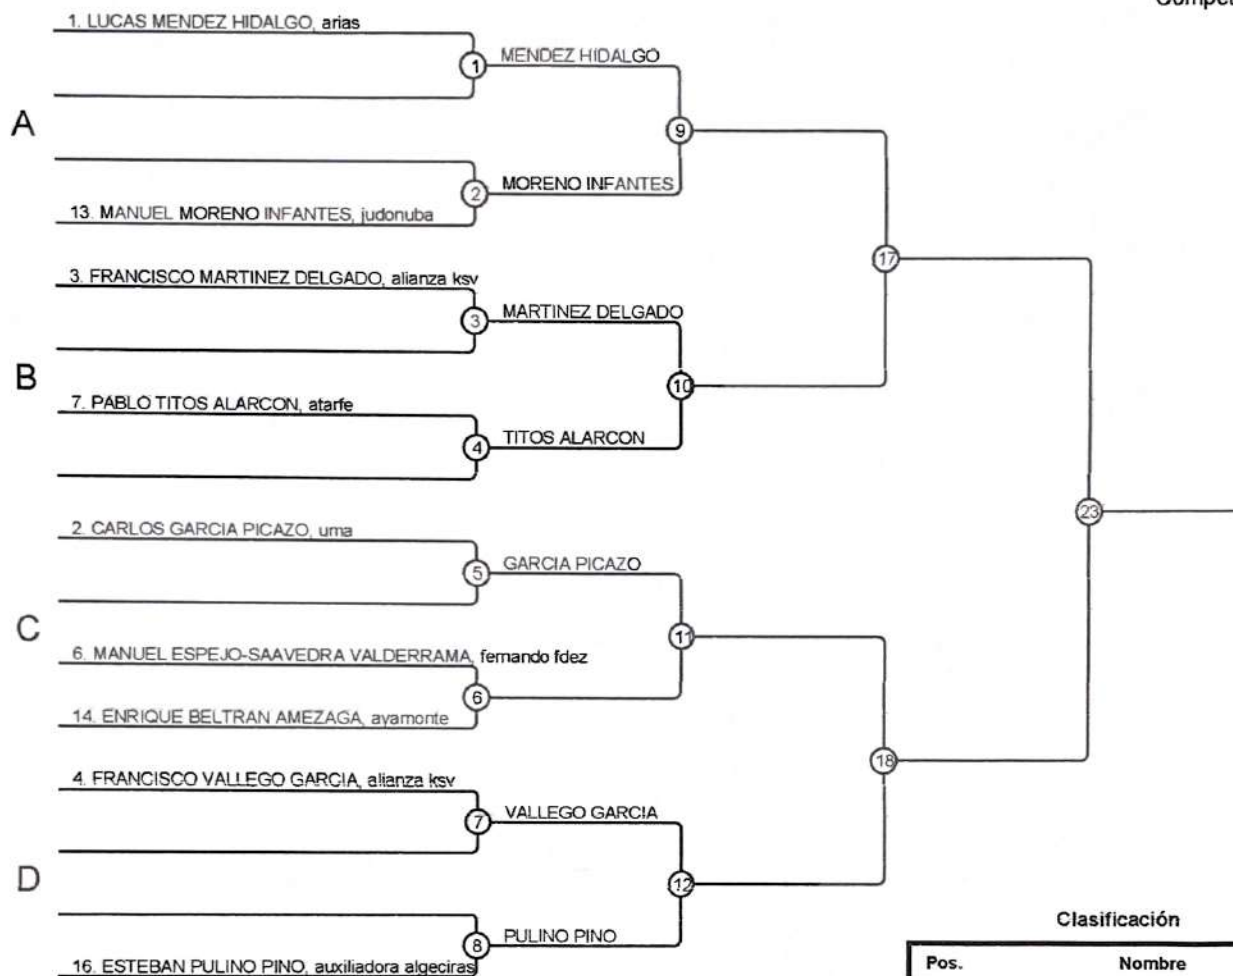 Compet
1. LUCAS MENDEZ HIDALGO, arias
1 MENDEZ HIDALGO
A
9
2 MORENO INFANTES
13. MANUEL MORENO INFANTES, judonuba
17
3. FRANCISCO MARTINEZ DELGADO, alianza ksv
3 MARTINEZ DELGADO
B
10
7. PABLO TITOS ALARCON, atarfe
4 TITOS ALARCON
23
2. CARLOS GARCIA PICAZO, uma
5 GARCIA PICAZO
C
11
6. MANUEL ESPEJO-SAAVEDRA VALDERRAMA, fernando fdez
6
14. ENRIQUE BELTRAN AMEZAGA, ayamonte
18
4. FRANCISCO VALLEGO GARCIA, alianza ksv
7 VALLEGO GARCIA
D
12
8 PULINO PINO
16. ESTEBAN PULINO PINO, auxiliadora algeciras
Clasificación
Pos. Nombre